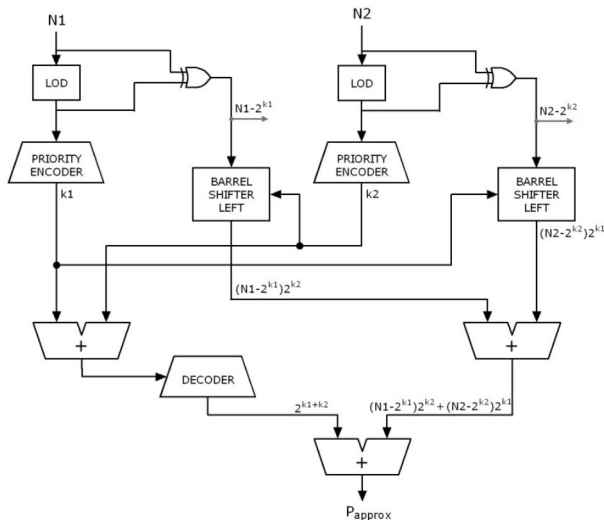 N1 N2
LOD LOD
N1-2^k1 N2-2^k2
PRIORITY ENCODER
BARREL SHIFTER LEFT
PRIORITY ENCODER
BARREL SHIFTER LEFT
k1 k2
(N2-2^k2)2^k1
(N1-2^k1)2^k2
+ +
DECODER
2^k1+k2
(N1-2^k1)2^k2+(N2-2^k2)2^k1
+
Papprox